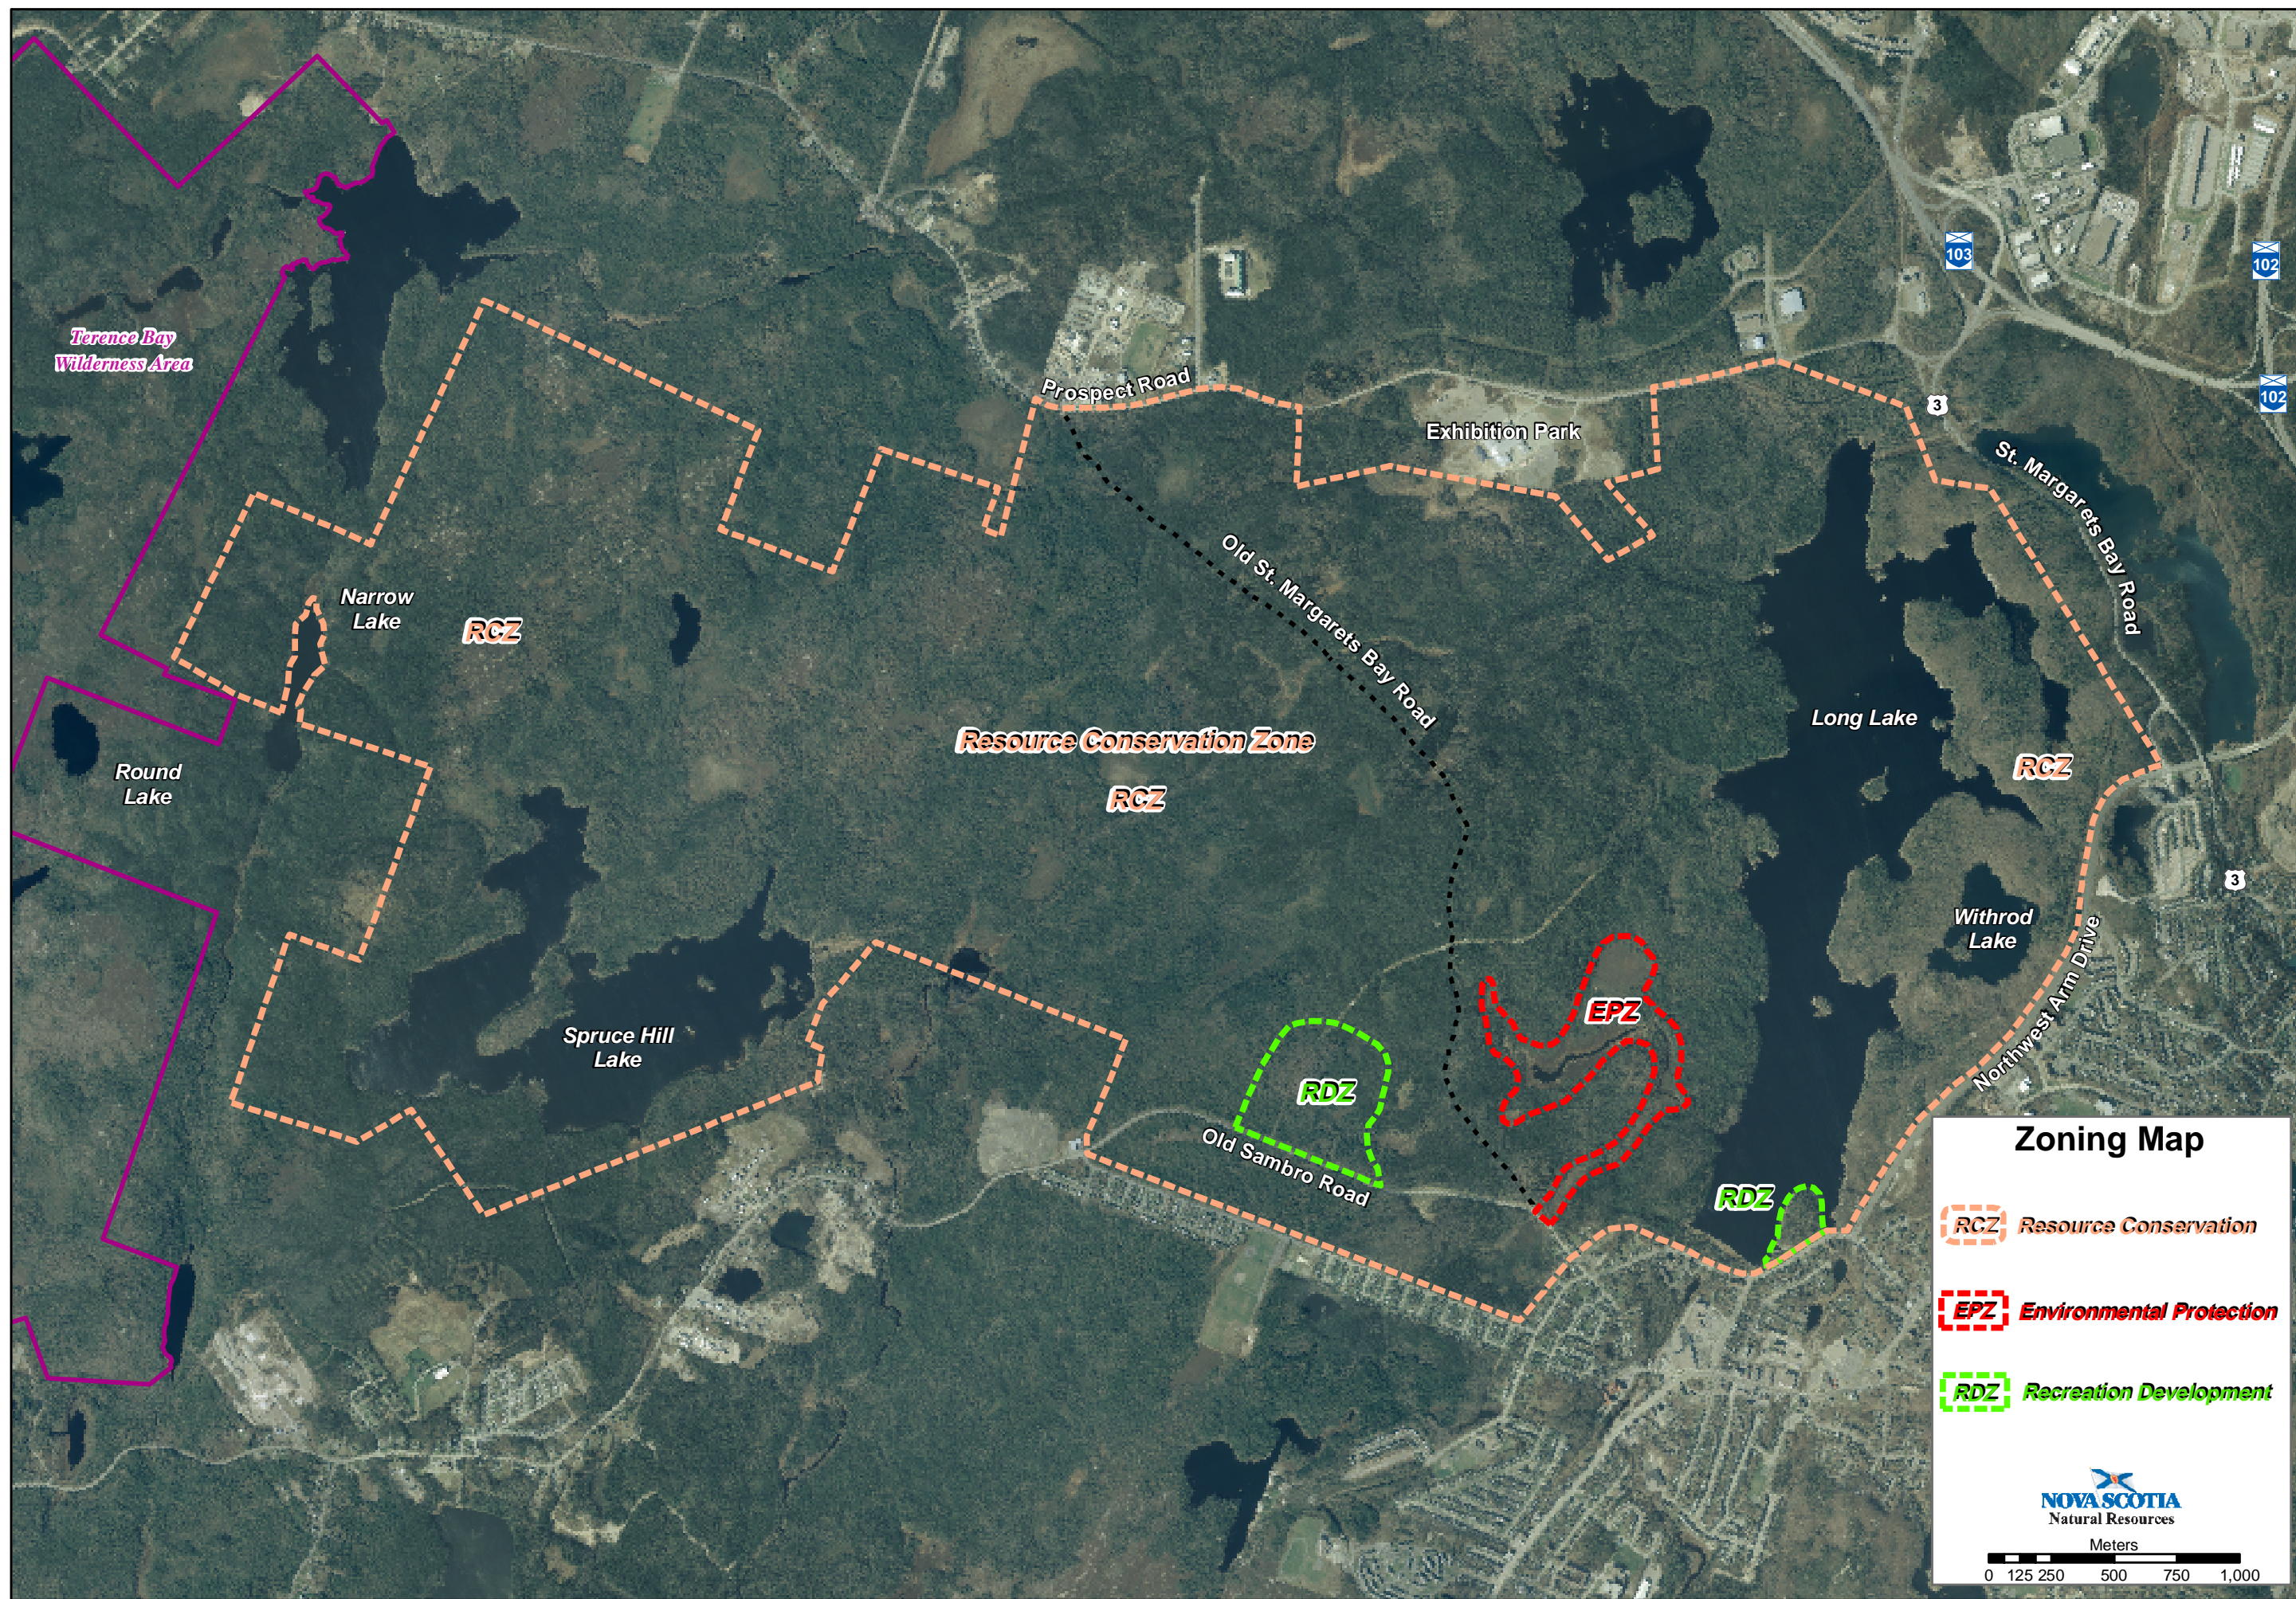 103
102
102
Terence Bay
Wilderness Area
Prospect Road
3
Exhibition Park
St. Margarets Bay Road
Old St. Margarets Bay Road
Narrow
Lake
RCZ
Long Lake
Resource Conservation Zone
RCZ
RCZ
Round
Lake
3
Withrod
Lake
Northwest Arm Drive
EPZ
Spruce Hill
Lake
RDZ
Old Sambro Road
RDZ
Zoning Map
RCZ Resource Conservation
EPZ Environmental Protection
RDZ Recreation Development
NOVA SCOTIA
Natural Resources
Meters
0 125 250 500 750 1,000